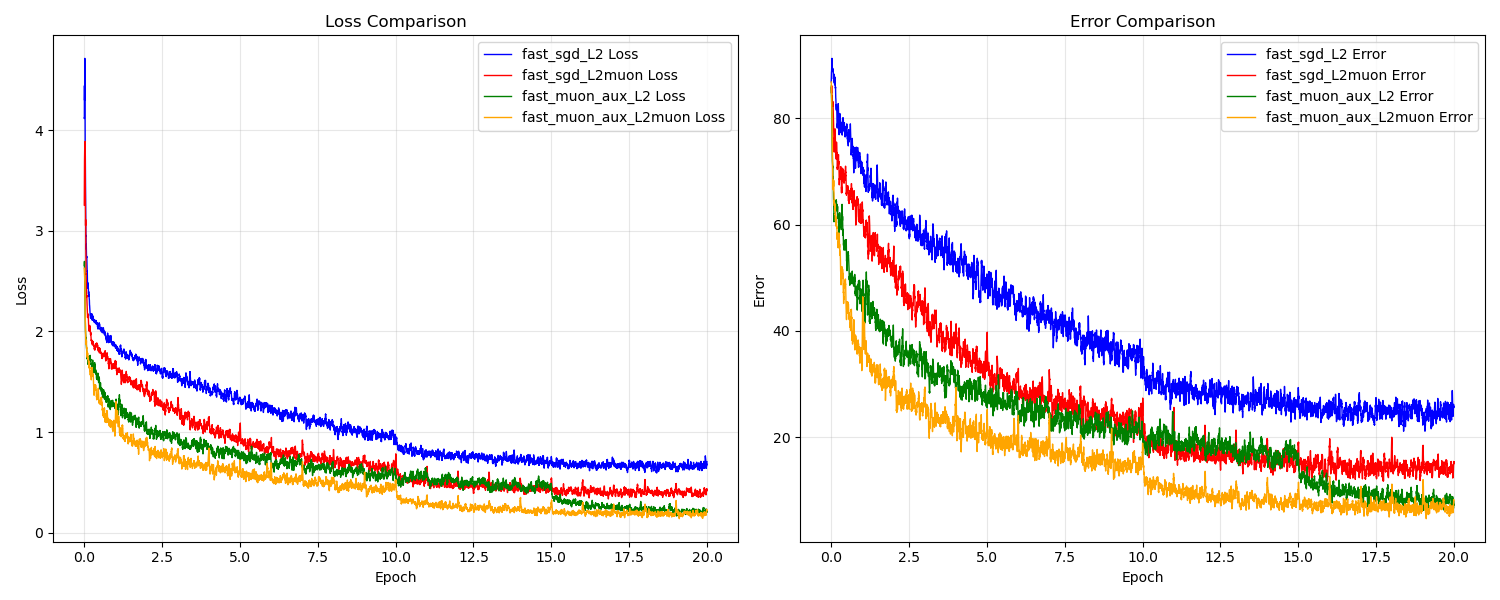 Loss Comparison
fast_sgd_L2 Loss
fast_sgd_L2muon Loss
fast_muon_aux_L2 Loss
fast_muon_aux_L2muon Loss
Loss
4
3
2
1
0
0.0 2.5 5.0 7.5 10.0 12.5 15.0 17.5 20.0
Epoch
Error Comparison
fast_sgd_L2 Error
fast_sgd_L2muon Error
fast_muon_aux_L2 Error
fast_muon_aux_L2muon Error
Error
80
60
40
20
0.0 2.5 5.0 7.5 10.0 12.5 15.0 17.5 20.0
Epoch